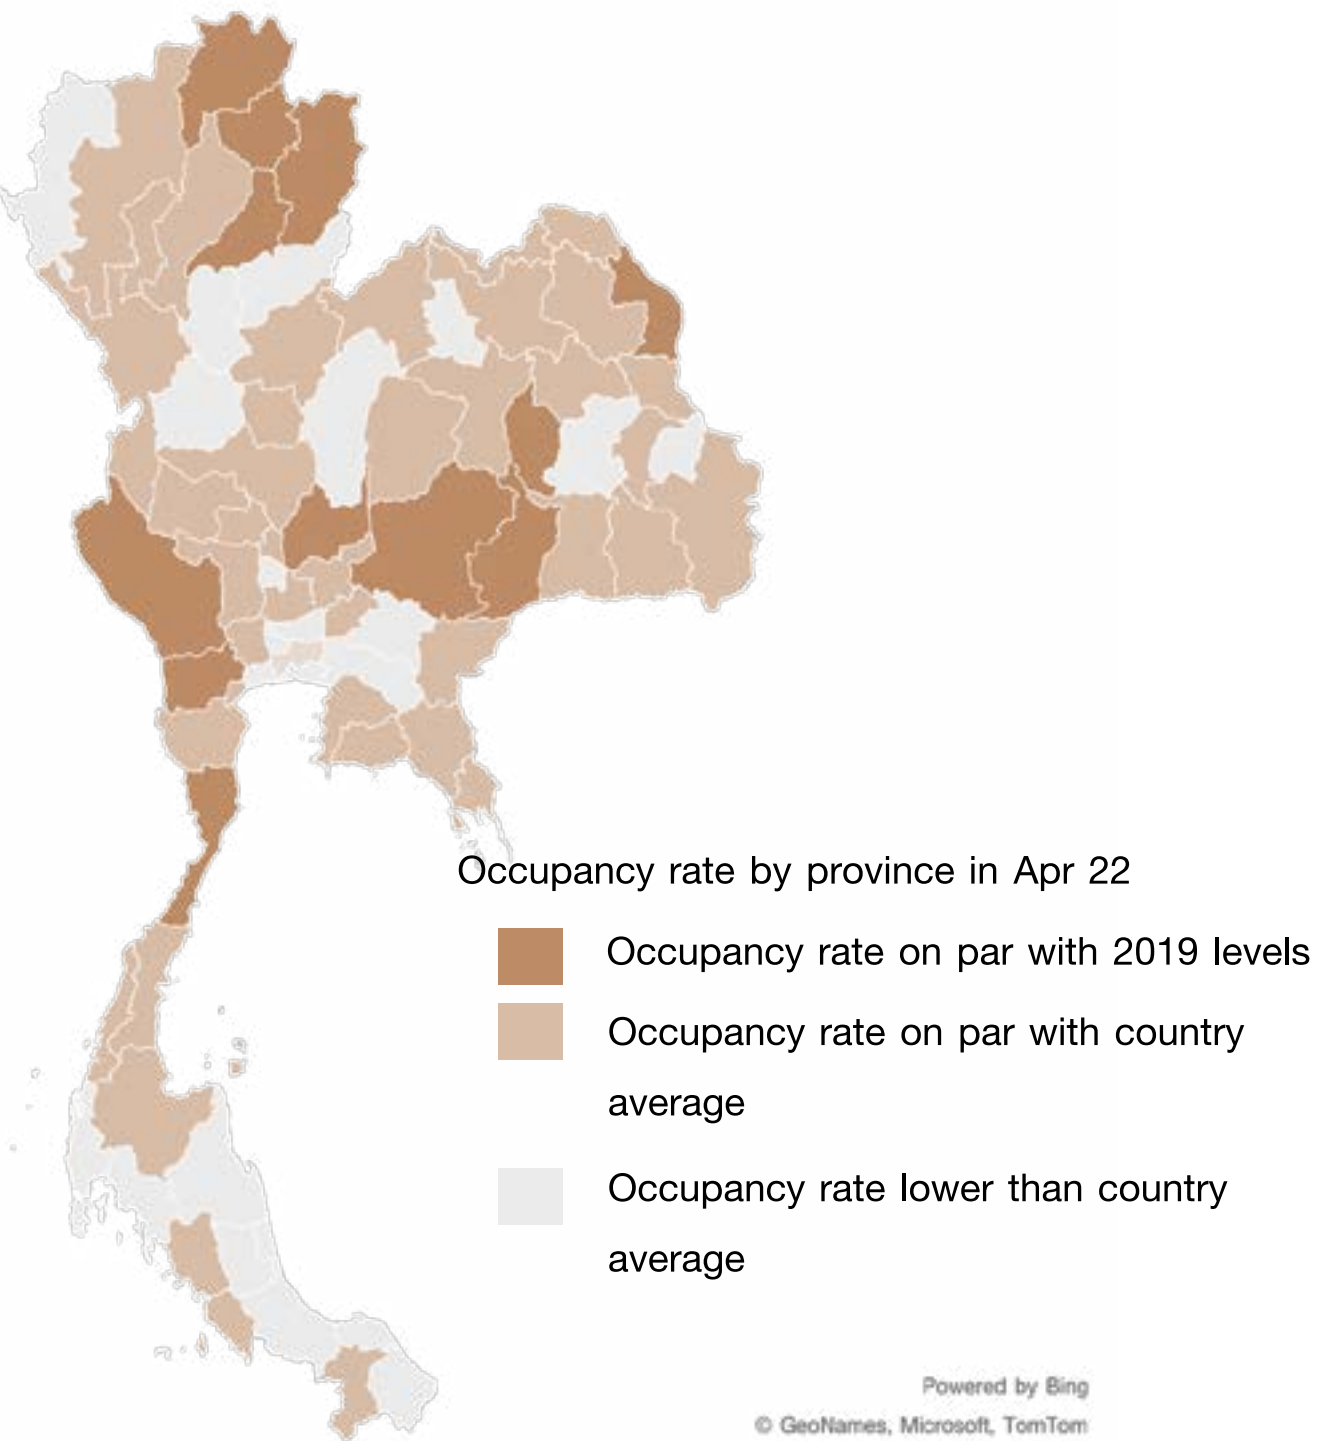 Occupancy rate by province in Apr 22
Occupancy rate on par with 2019 levels
Occupancy rate on par with country
average
Occupancy rate lower than country
average
Powered by Bing
© GeoNames, Microsoft, TomTom